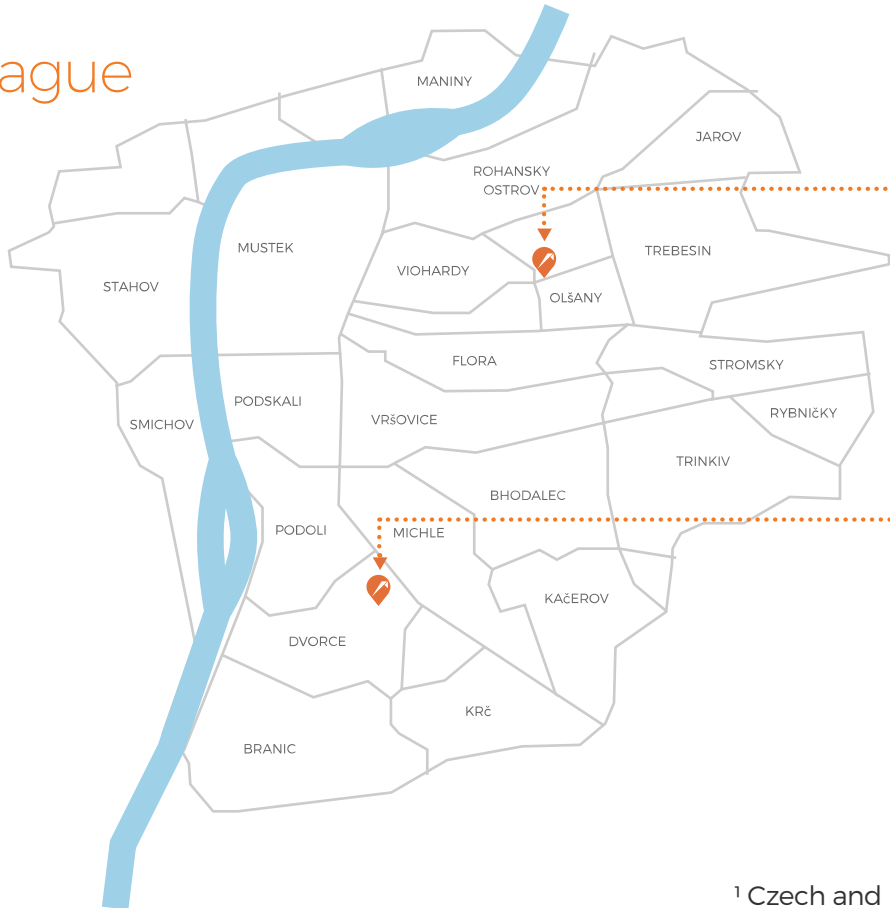 ague
MANINY
JAROV
ROHANSKY
OSTROV
MUSTEK
TREBESIN
VIOHARDY
STAHOV
OLšANY
FLORA
STROMSKY
PODSKALI
RYBNIčKY
VRšOVICE
SMICHOV
TRINKIV
BHODALEC
PODOLI
MICHLE
KAčEROV
DVORCE
KRč
BRANIC
¹ Czech and